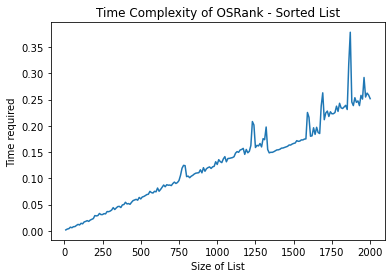 Time Complexity of OSRank - Sorted List
0.35
0.30
0.25
0.20
0.15
0.10
0.05
0.00
Time required
0 250 500 750 1000 1250 1500 1750 2000
Size of List